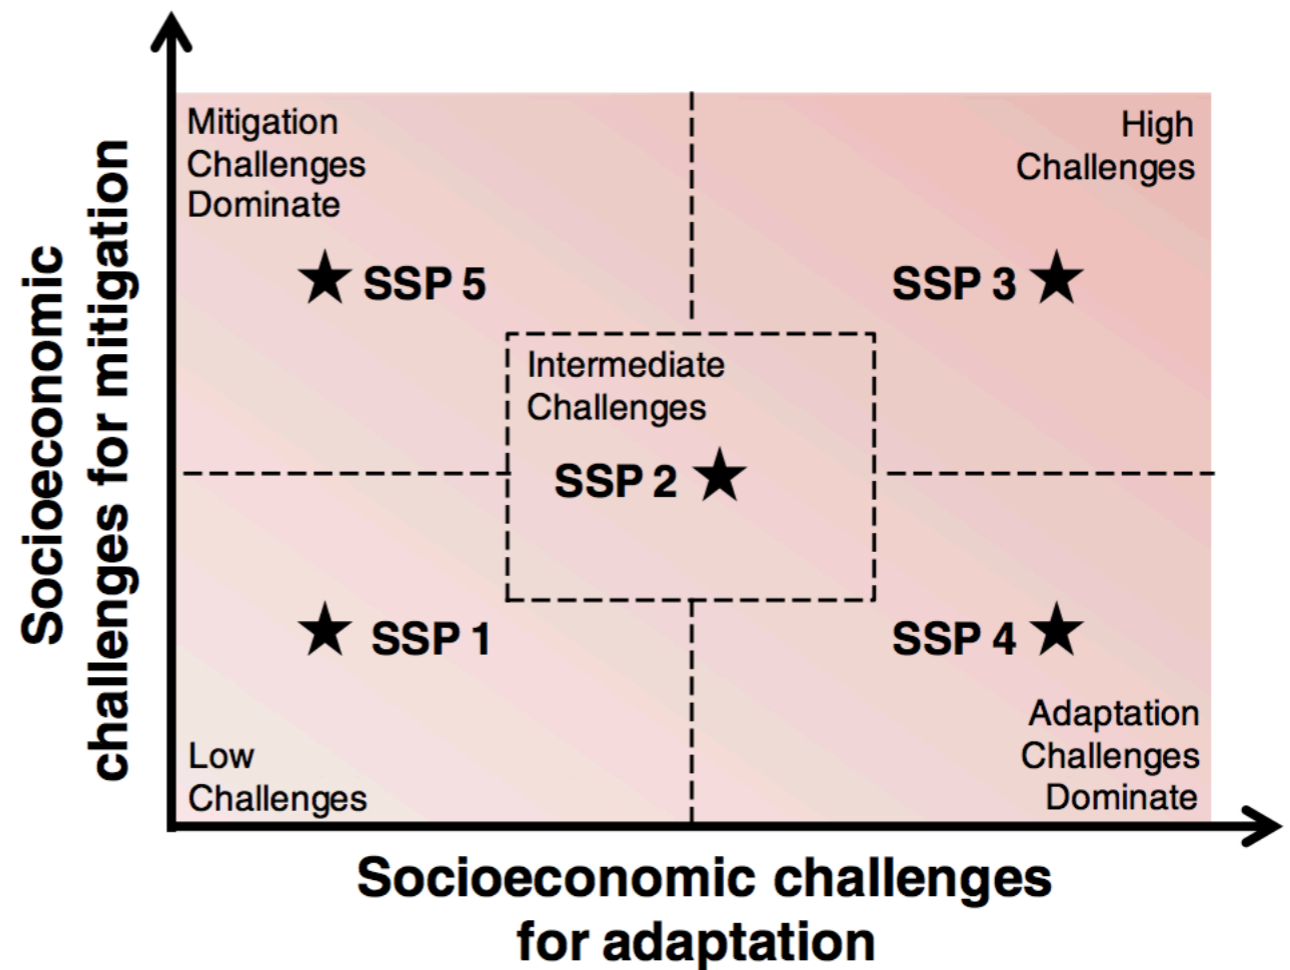 Socioeconomic
challenges for mitigation
Mitigation
Challenges
Dominate
High
Challenges
SSP 5
SSP 3
Intermediate
Challenges
SSP 2
SSP 1
SSP 4
Low
Challenges
Adaptation
Challenges
Dominate
Socioeconomic challenges
for adaptation